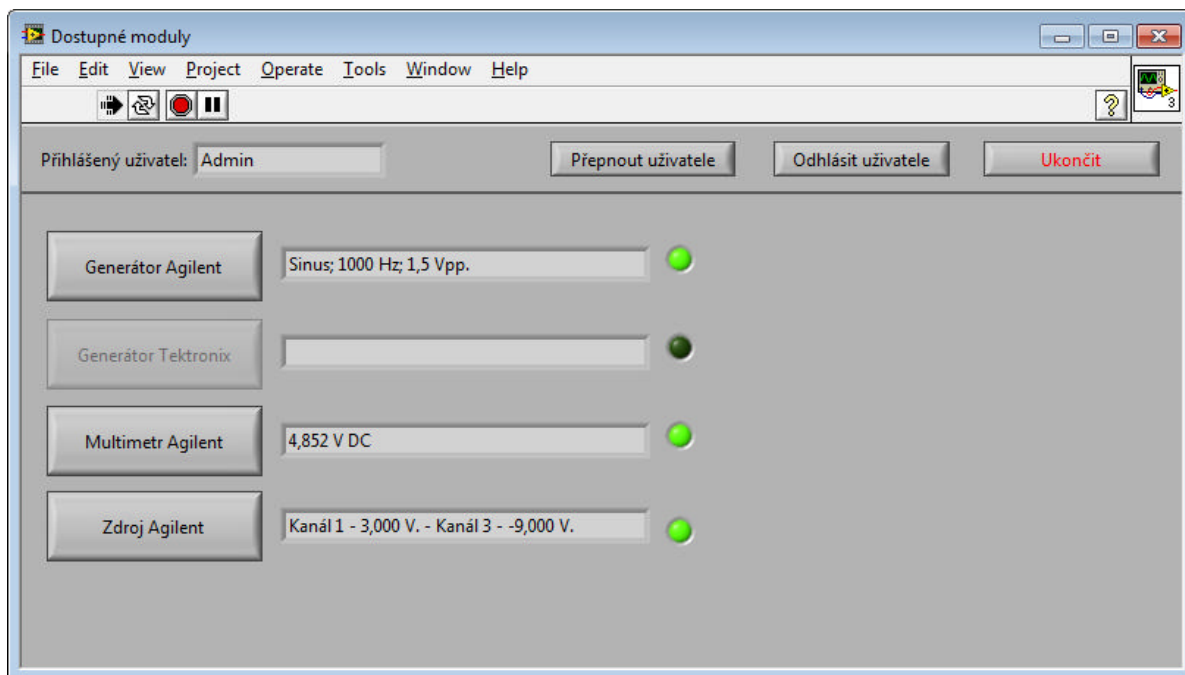 Dostupné moduly
File Edit View Project Operate Tools Window Help
3
Přihlášený uživatel: Admin Přepnout uživatele Odhlásit uživatele Ukončit
Generátor Agilent Sinus; 1000 Hz; 1,5 Vpp.
Generátor Tektronix
Multimetr Agilent 4,852 V DC
Zdroj Agilent Kanál 1 - 3,000 V. - Kanál 3 - -9,000 V.